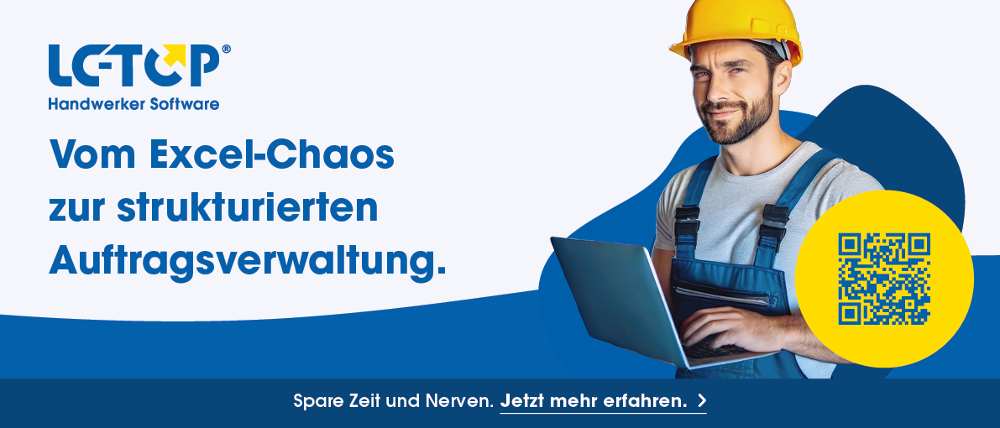 LC-TOP®
Handwerker Software
Vom Excel-Chaos
zur strukturierten
Auftragsverwaltung.
Spare Zeit und Nerven. Jetzt mehr erfahren.